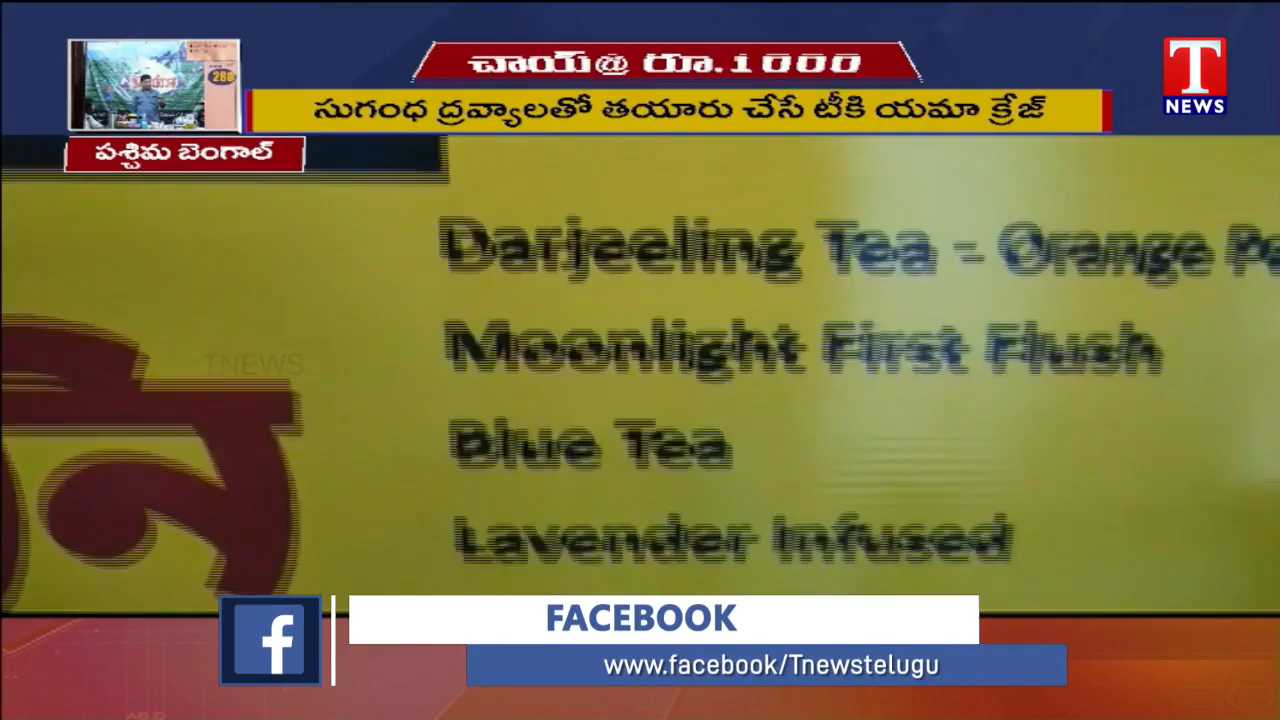 చాయ్@ రూ.1000
సుగంధ ద్రవ్యాలతో తయారు చేసే టీకి యమా క్రేజ్
T
NEWS
పశ్చిమ బెంగాల్
Darjeeling Tea - Orange
Moonlight First Flush
TNEWS
Blue Tea
Lavender Infused
FACEBOOK
www.facebook/Tnewstelugu